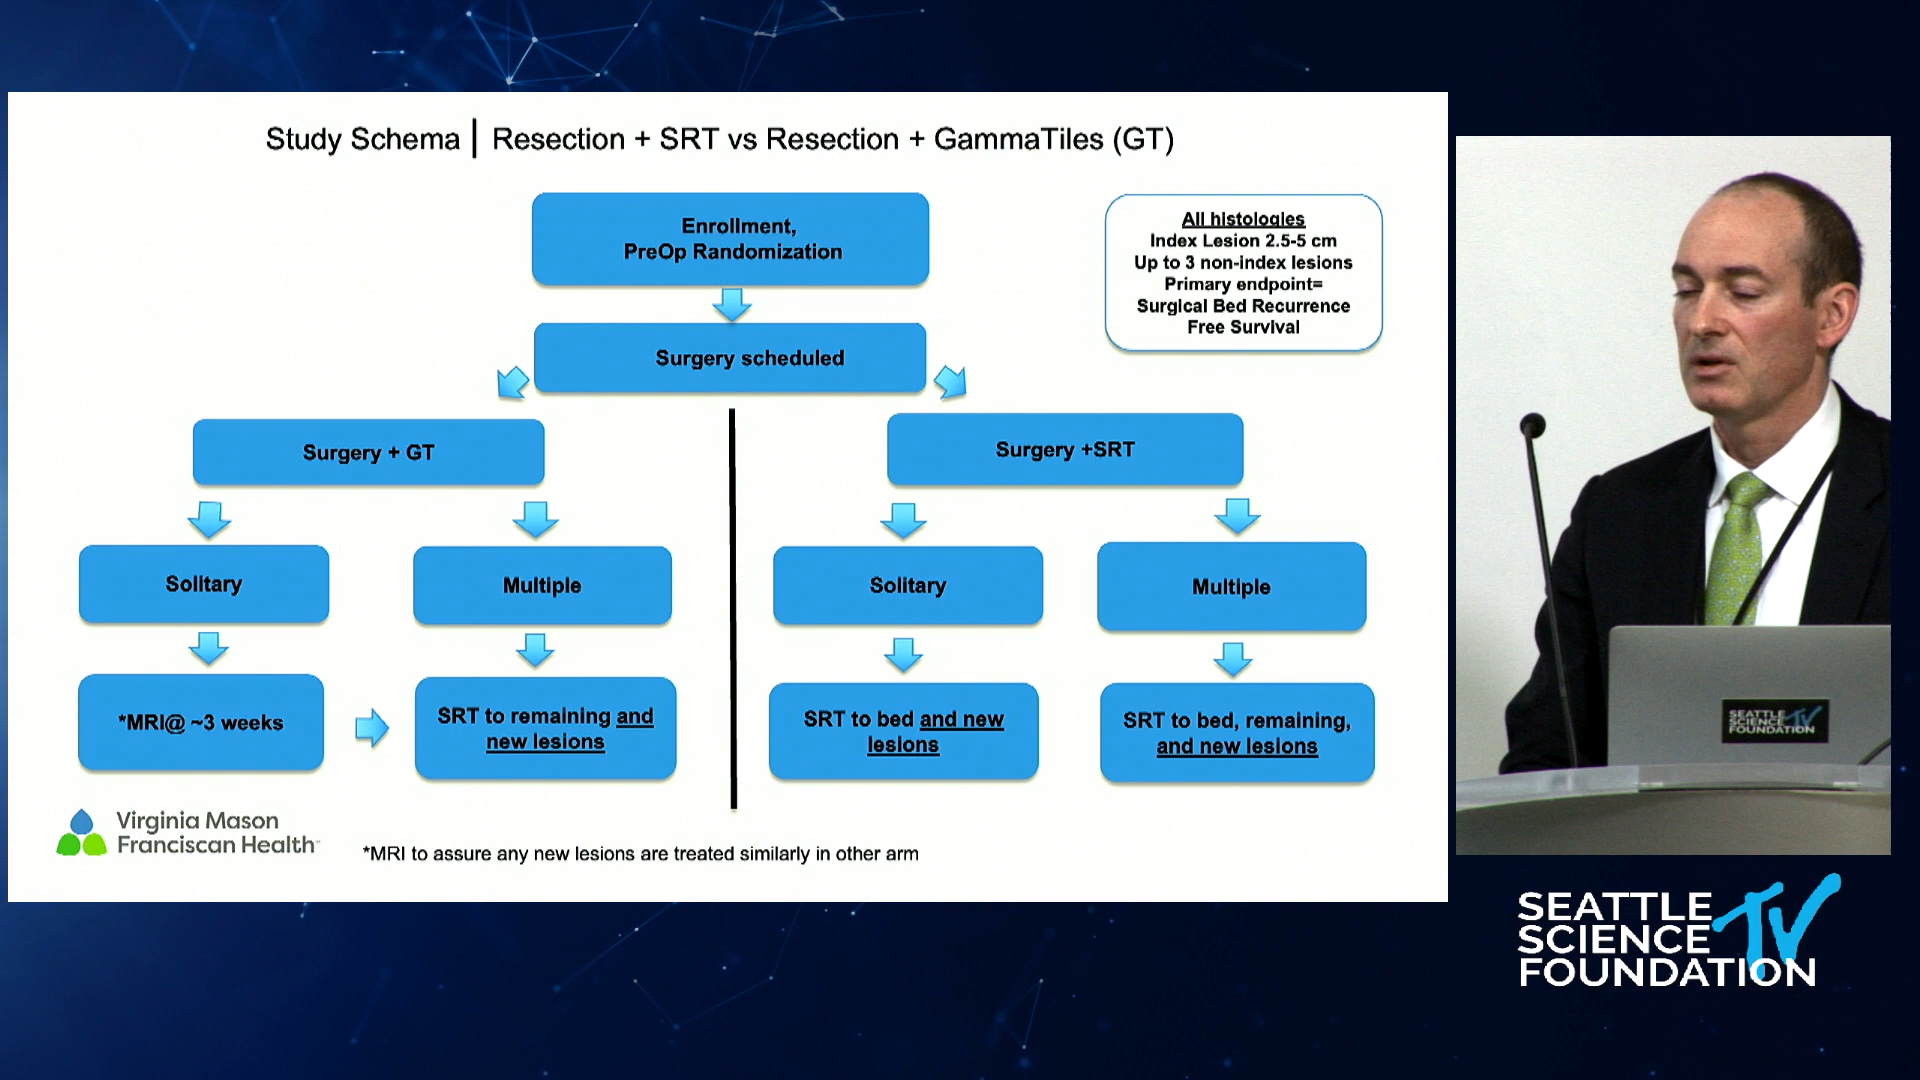 Study Schema | Resection + SRT vs Resection + GammaTiles (GT)
Enrollment,
PreOp Randomization
All histologies
Index Lesion 2.5-5 cm
Up to 3 non-index lesions
Primary endpoint=
Surgical Bed Recurrence
Free Survival
Surgery scheduled
Surgery + GT
Surgery +SRT
Solitary
Multiple
Solitary
Multiple
*MRI@ ~3 weeks
SRT to remaining and
new lesions
SRT to bed and new
lesions
SRT to bed, remaining,
and new lesions
Virginia Mason
Franciscan Health
*MRI to assure any new lesions are treated similarly in other arm
SEATTLE
SCIENCE
FOUNDATION
TV
SEATTLE
SCIENCE
FOUNDATION
TV